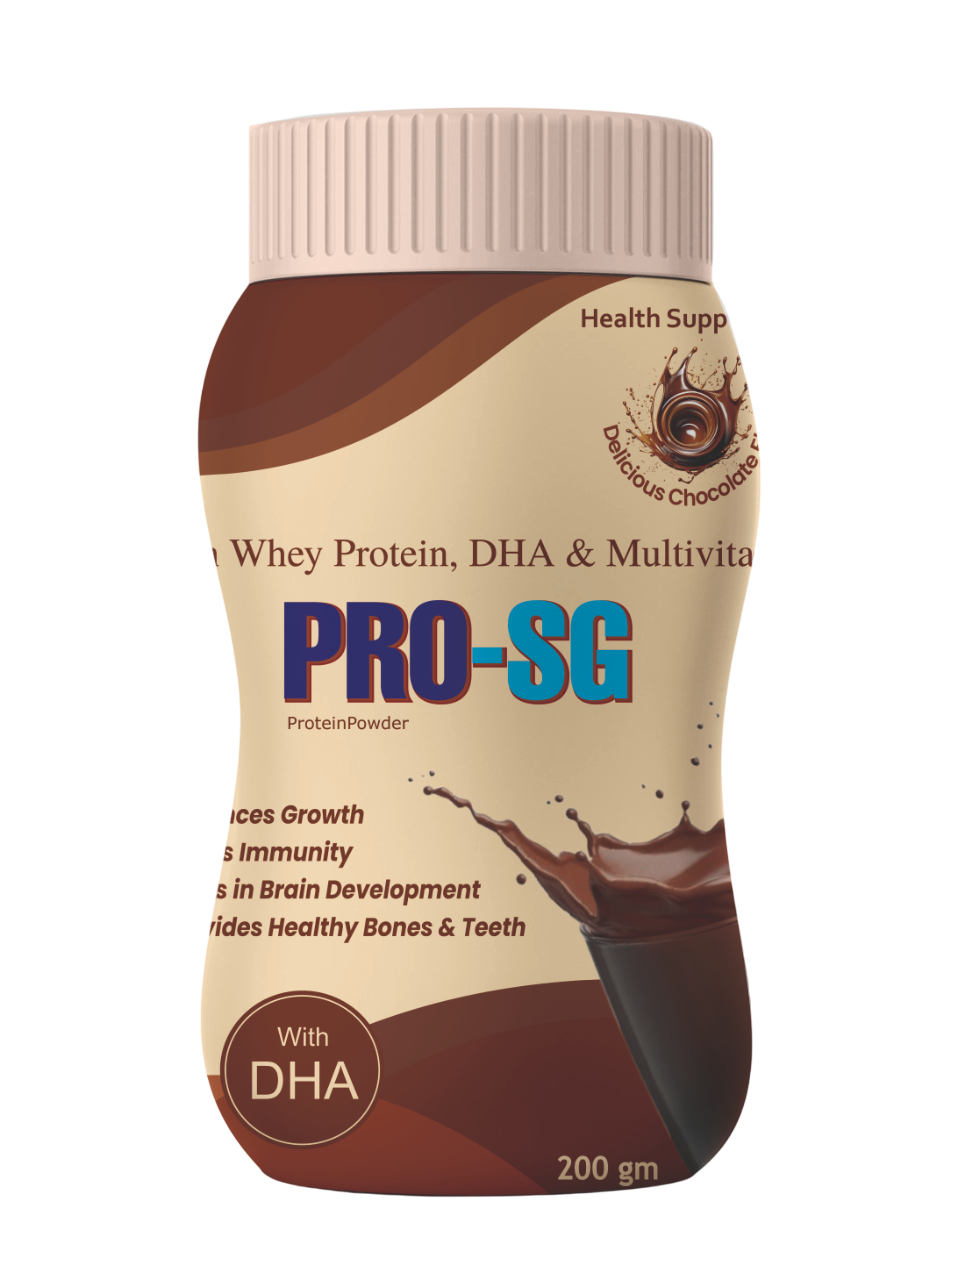 Health Supp
Delicious Chocolate
Whey Protein, DHA & Multivita
PRO-SG
ProteinPowder
nces Growth
s Immunity
s in Brain Development
vides Healthy Bones & Teeth
With
DHA
200 gm